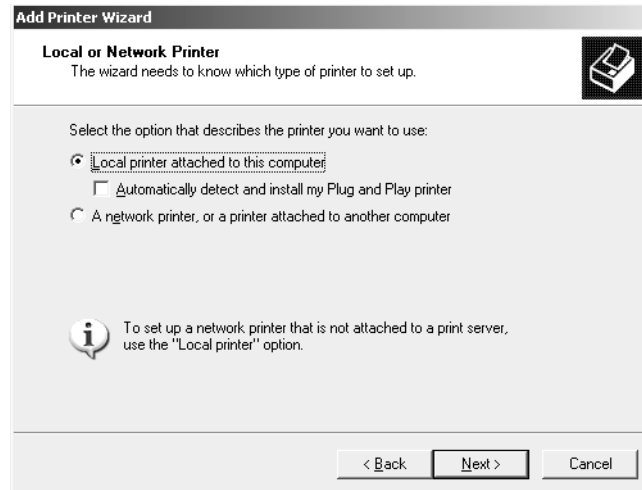 Add Printer Wizard
Local or Network Printer
The wizard needs to know which type of printer to set up.
Select the option that describes the printer you want to use:
Local printer attached to this computer
Automatically detect and install my Plug and Play printer
A network printer, or a printer attached to another computer
To set up a network printer that is not attached to a print server,
use the "Local printer" option.
< Back Next > Cancel